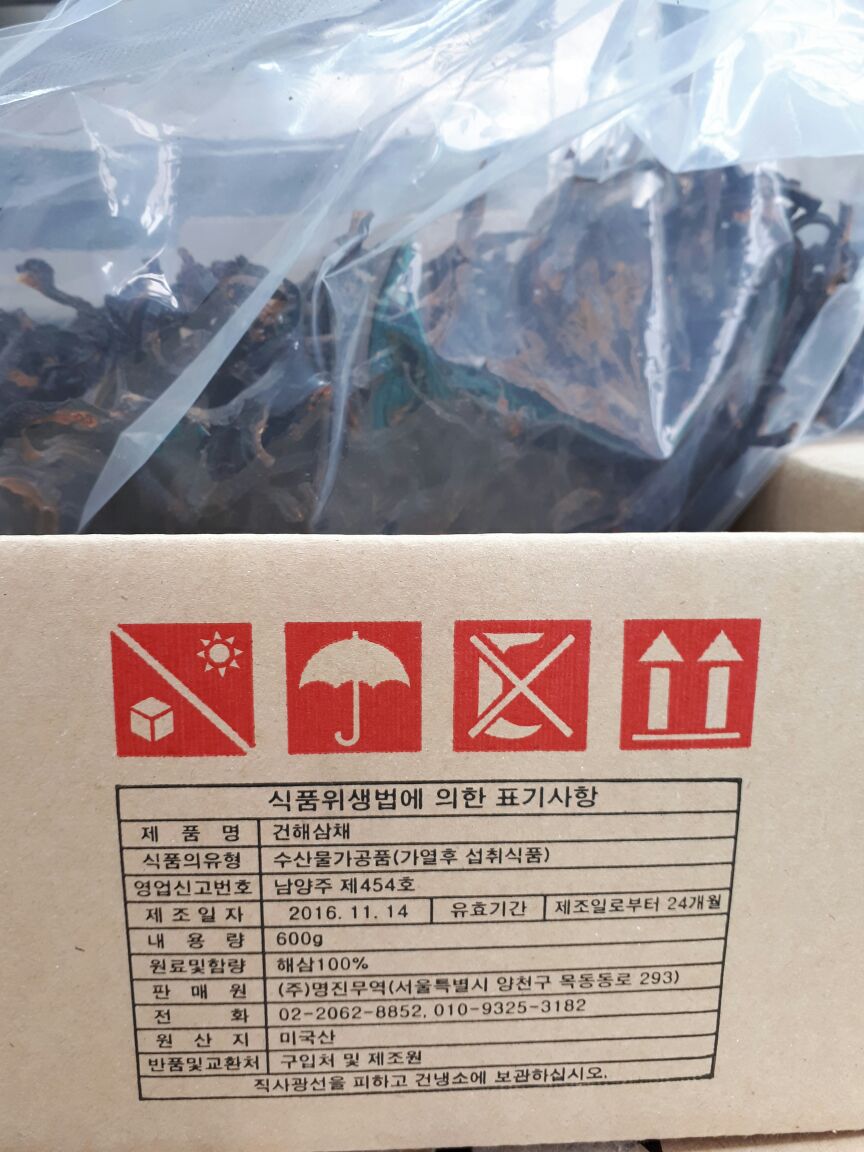 식품위생법에 의한 표기사항
제 품 명 건해삼채
식품의유형 수산물가공품(가열후 섭취식품)
영업신고번호 남양주 제454호
제 조 일 자 2016. 11. 14 유효기간 제조일로부터 24개월
내 용 량 600g
원료및함량 해삼100%
판 매 원 (주)명진무역(서울특별시 양천구 목동동로 293)
전 화 02-2062-8852, 010-9325-3182
원 산 지 미국산
반품및교환처 구입처 및 제조원
직사광선을 피하고 건냉소에 보관하십시오.